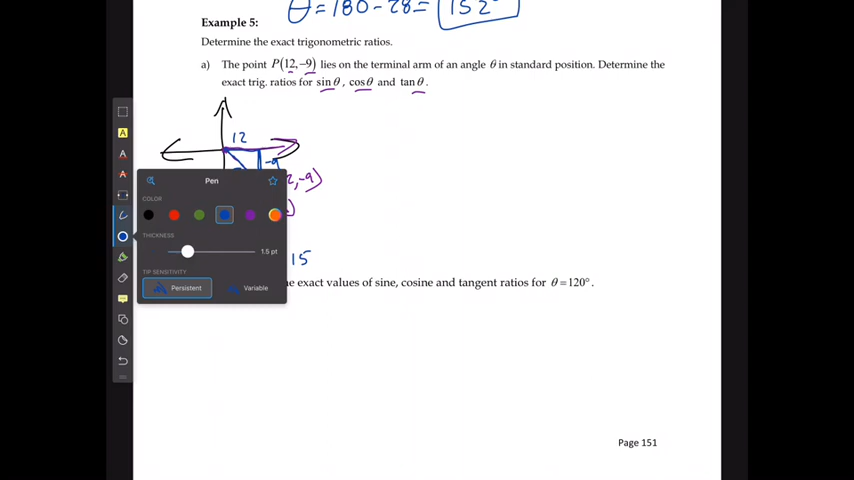 θ = 180 - 28 = 152°
Example 5:
Determine the exact trigonometric ratios.
a) The point P(12,−9) lies on the terminal arm of an angle θ in standard position. Determine the
exact trig. ratios for sin θ , cos θ and tan θ .
12
-9
2,-9)
Pen
COLOR
THICKNESS
1.5 pt
15
TIP SENSITIVITY
e exact values of sine, cosine and tangent ratios for θ = 120° .
Persistent
Variable
Page 151